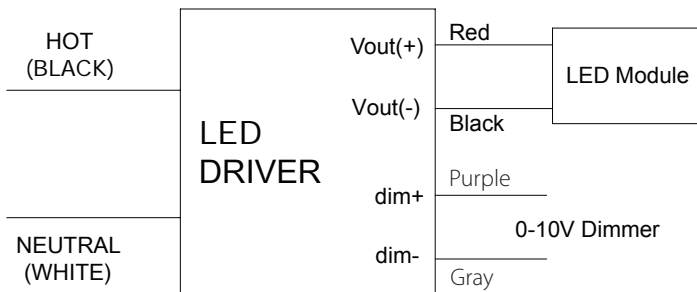 HOT
(BLACK)
NEUTRAL
(WHITE)
LED
DRIVER
Vout(+)
Vout(-)
dim+
dim-
Red
Black
Purple
Gray
LED Module
0-10V Dimmer